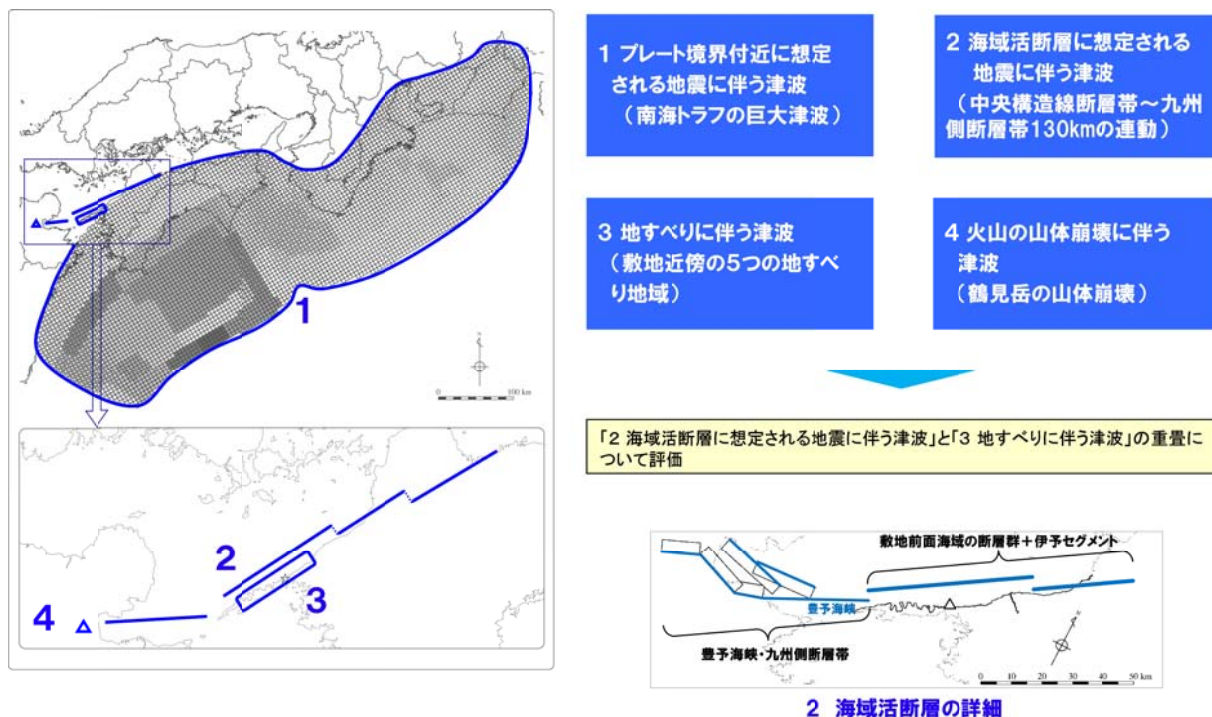 1
N
0 100 km
2
3
4
1 プレート境界付近に想定
される地震に伴う津波
(南海トラフの巨大津波)
2 海域活断層に想定される
地震に伴う津波
(中央構造線断層帯~九州
側断層帯130kmの連動)
3 地すべりに伴う津波
(敷地近傍の5つの地すべ
り地域)
4 火山の山体崩壊に伴う
津波
(鶴見岳の山体崩壊)
「2 海域活断層に想定される地震に伴う津波」と「3 地すべりに伴う津波」の重畳に
ついて評価
敷地前面海域の断層群+伊予セグメント
豊予海峡
豊予海峡・九州側断層帯
0 10 20 30 40 50 km
2 海域活断層の詳細